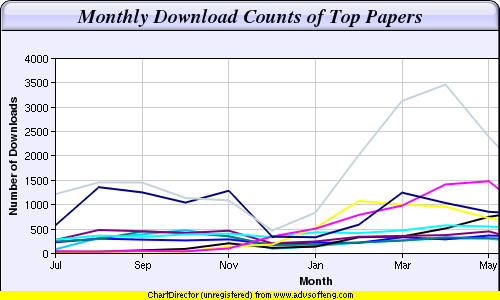 Monthly Download Counts of Top Papers
4000
3500
3000
2500
2000
1500
1000
500
0
Number of Downloads
Jul Sep Nov Jan Mar May
Month
ChartDirector (unregistered) from www.advsofteng.com